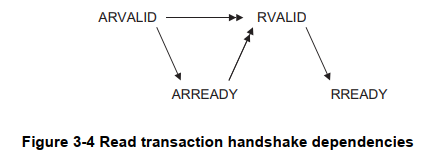 ARVALID RVALID
ARREADY RREADY
Figure 3-4 Read transaction handshake dependencies